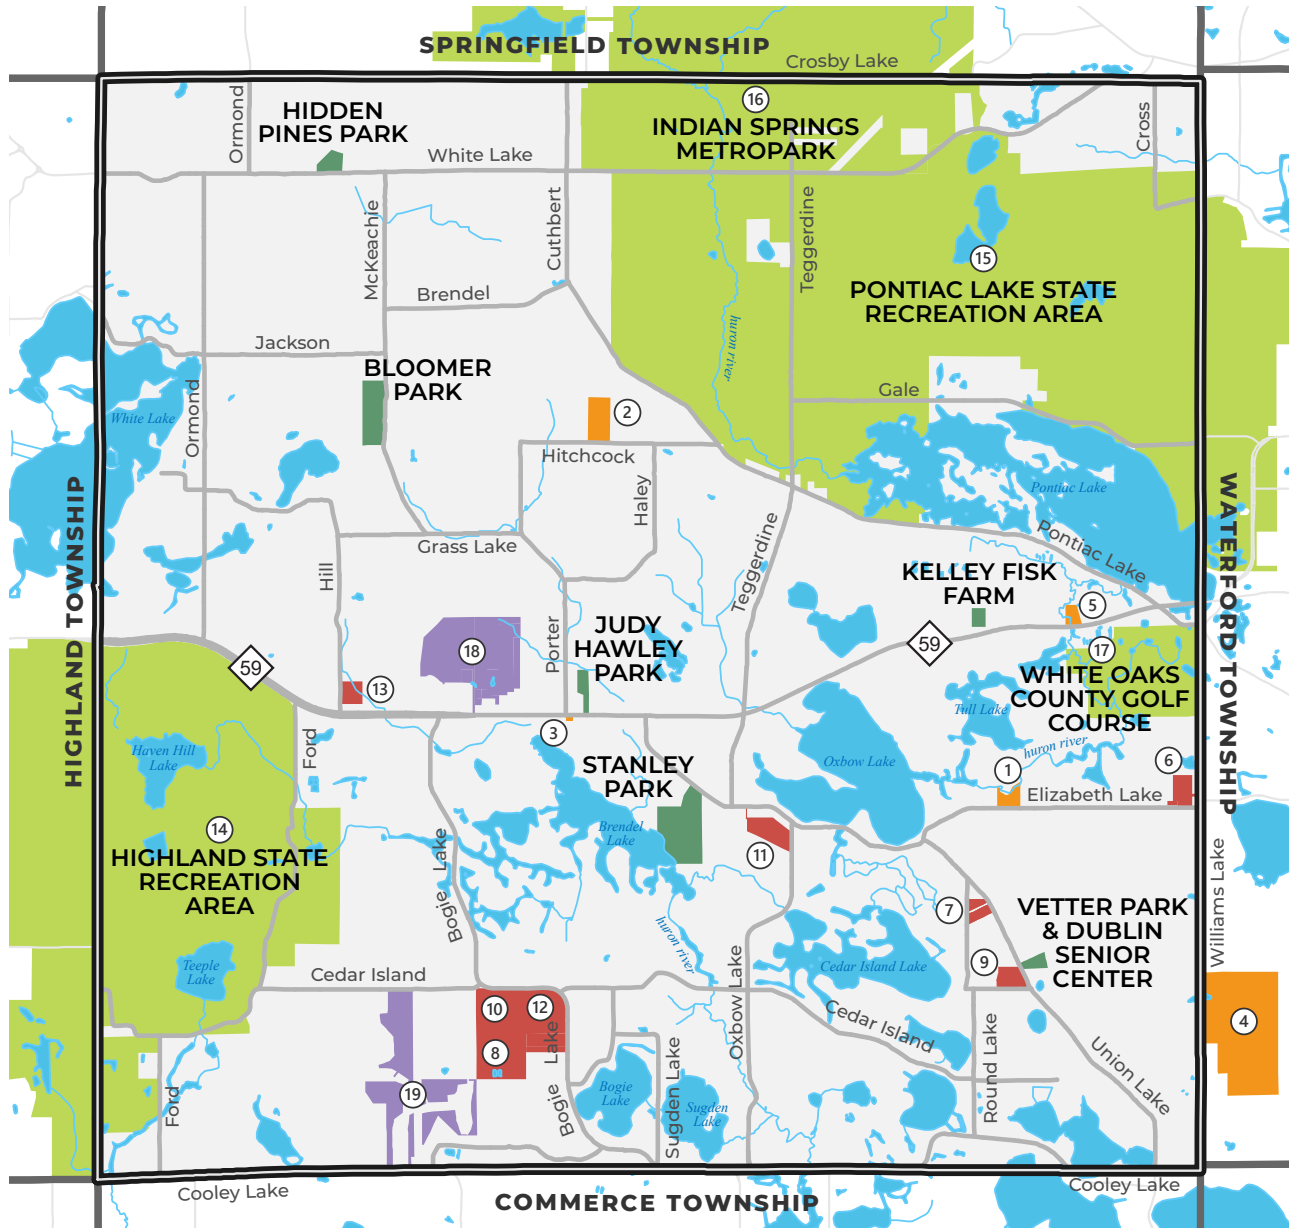 SPRINGFIELD TOWNSHIP
Crosby Lake
16
HIDDEN
PINES PARK
Ormond
INDIAN SPRINGS
METROPARK
Cross
White Lake
McKeachie
Cuthbert
Teggerdine
15
PONTIAC LAKE STATE
RECREATION AREA
Brendel
huron river
Jackson
BLOOMER
PARK
Gale
White Lake
Ormond
2
Hitchcock
Haley
Pontiac Lake
HIGHLAND TOWNSHIP
WATERFORD TOWNSHIP
Grass Lake
Pontiac Lake
Hill
Teggerdine
KELLEY FISK
FARM
5
59
59
18
Porter
JUDY
HAWLEY
PARK
17
WHITE OAKS
COUNTY GOLF
COURSE
13
Tull Lake
3
Ford
Haven Hill
Lake
huron river
STANLEY
PARK
Oxbow Lake
1
6
Elizabeth Lake
14
HIGHLAND STATE
RECREATION
AREA
Brendel
Lake
11
Bogie Lake
Williams Lake
7
VETTER PARK
& DUBLIN
SENIOR
CENTER
huron river
9
Teeple
Lake
Cedar Island
Cedar Island Lake
Oxbow Lake
10
12
4
Cedar Island
8
Bogie Lake
Sugden Lake
Round Lake
Union Lake
19
Bogie
Lake
Sugden
Lake
Ford
Cooley Lake
Cooley Lake
COMMERCE TOWNSHIP